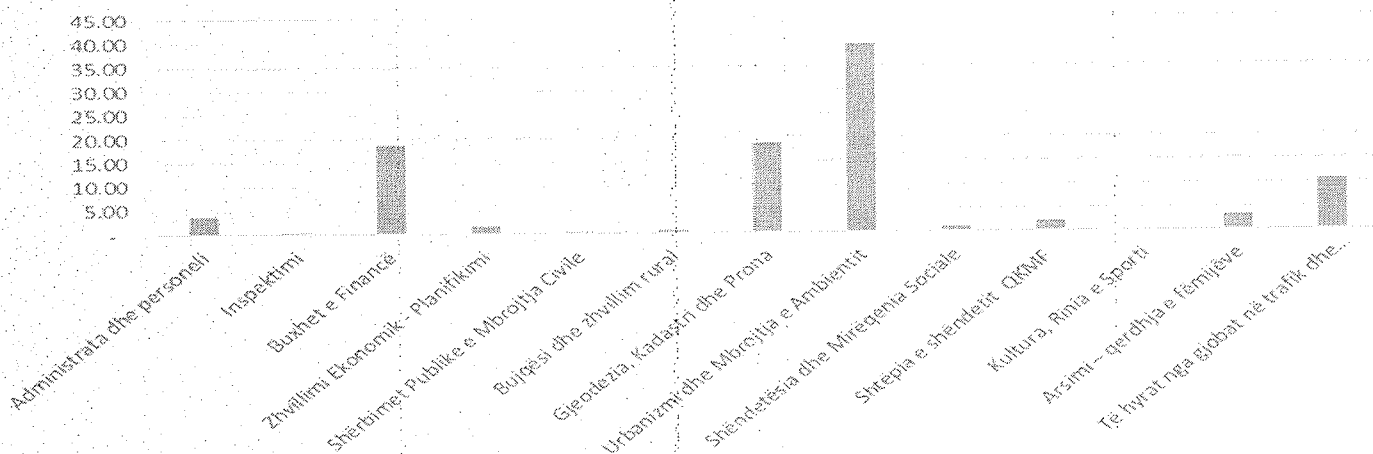 45.00
40.00
35.00
30.00
25.00
20.00
15.00
10.00
5.00
-
Administrata dhe personeli
Inspektimi
Buxhet e Financë
Zhvillimi Ekonomik - Planifikimi
Shërbimet Publike e Mbrojtja Civile
Bujqësi dhe zhvillim rural
Gjeodezia, Kadastri dhe Prona
Urbanizmi dhe Mbrojtja e Ambientit
Shëndetësia dhe Mirëqenia Sociale
Shtëpia e shëndetit QKMF
Kultura, Rinia e Sporti
Arsimi – qerdhja e fëmijëve
Të hyrat nga gjobat në trafik dhe...